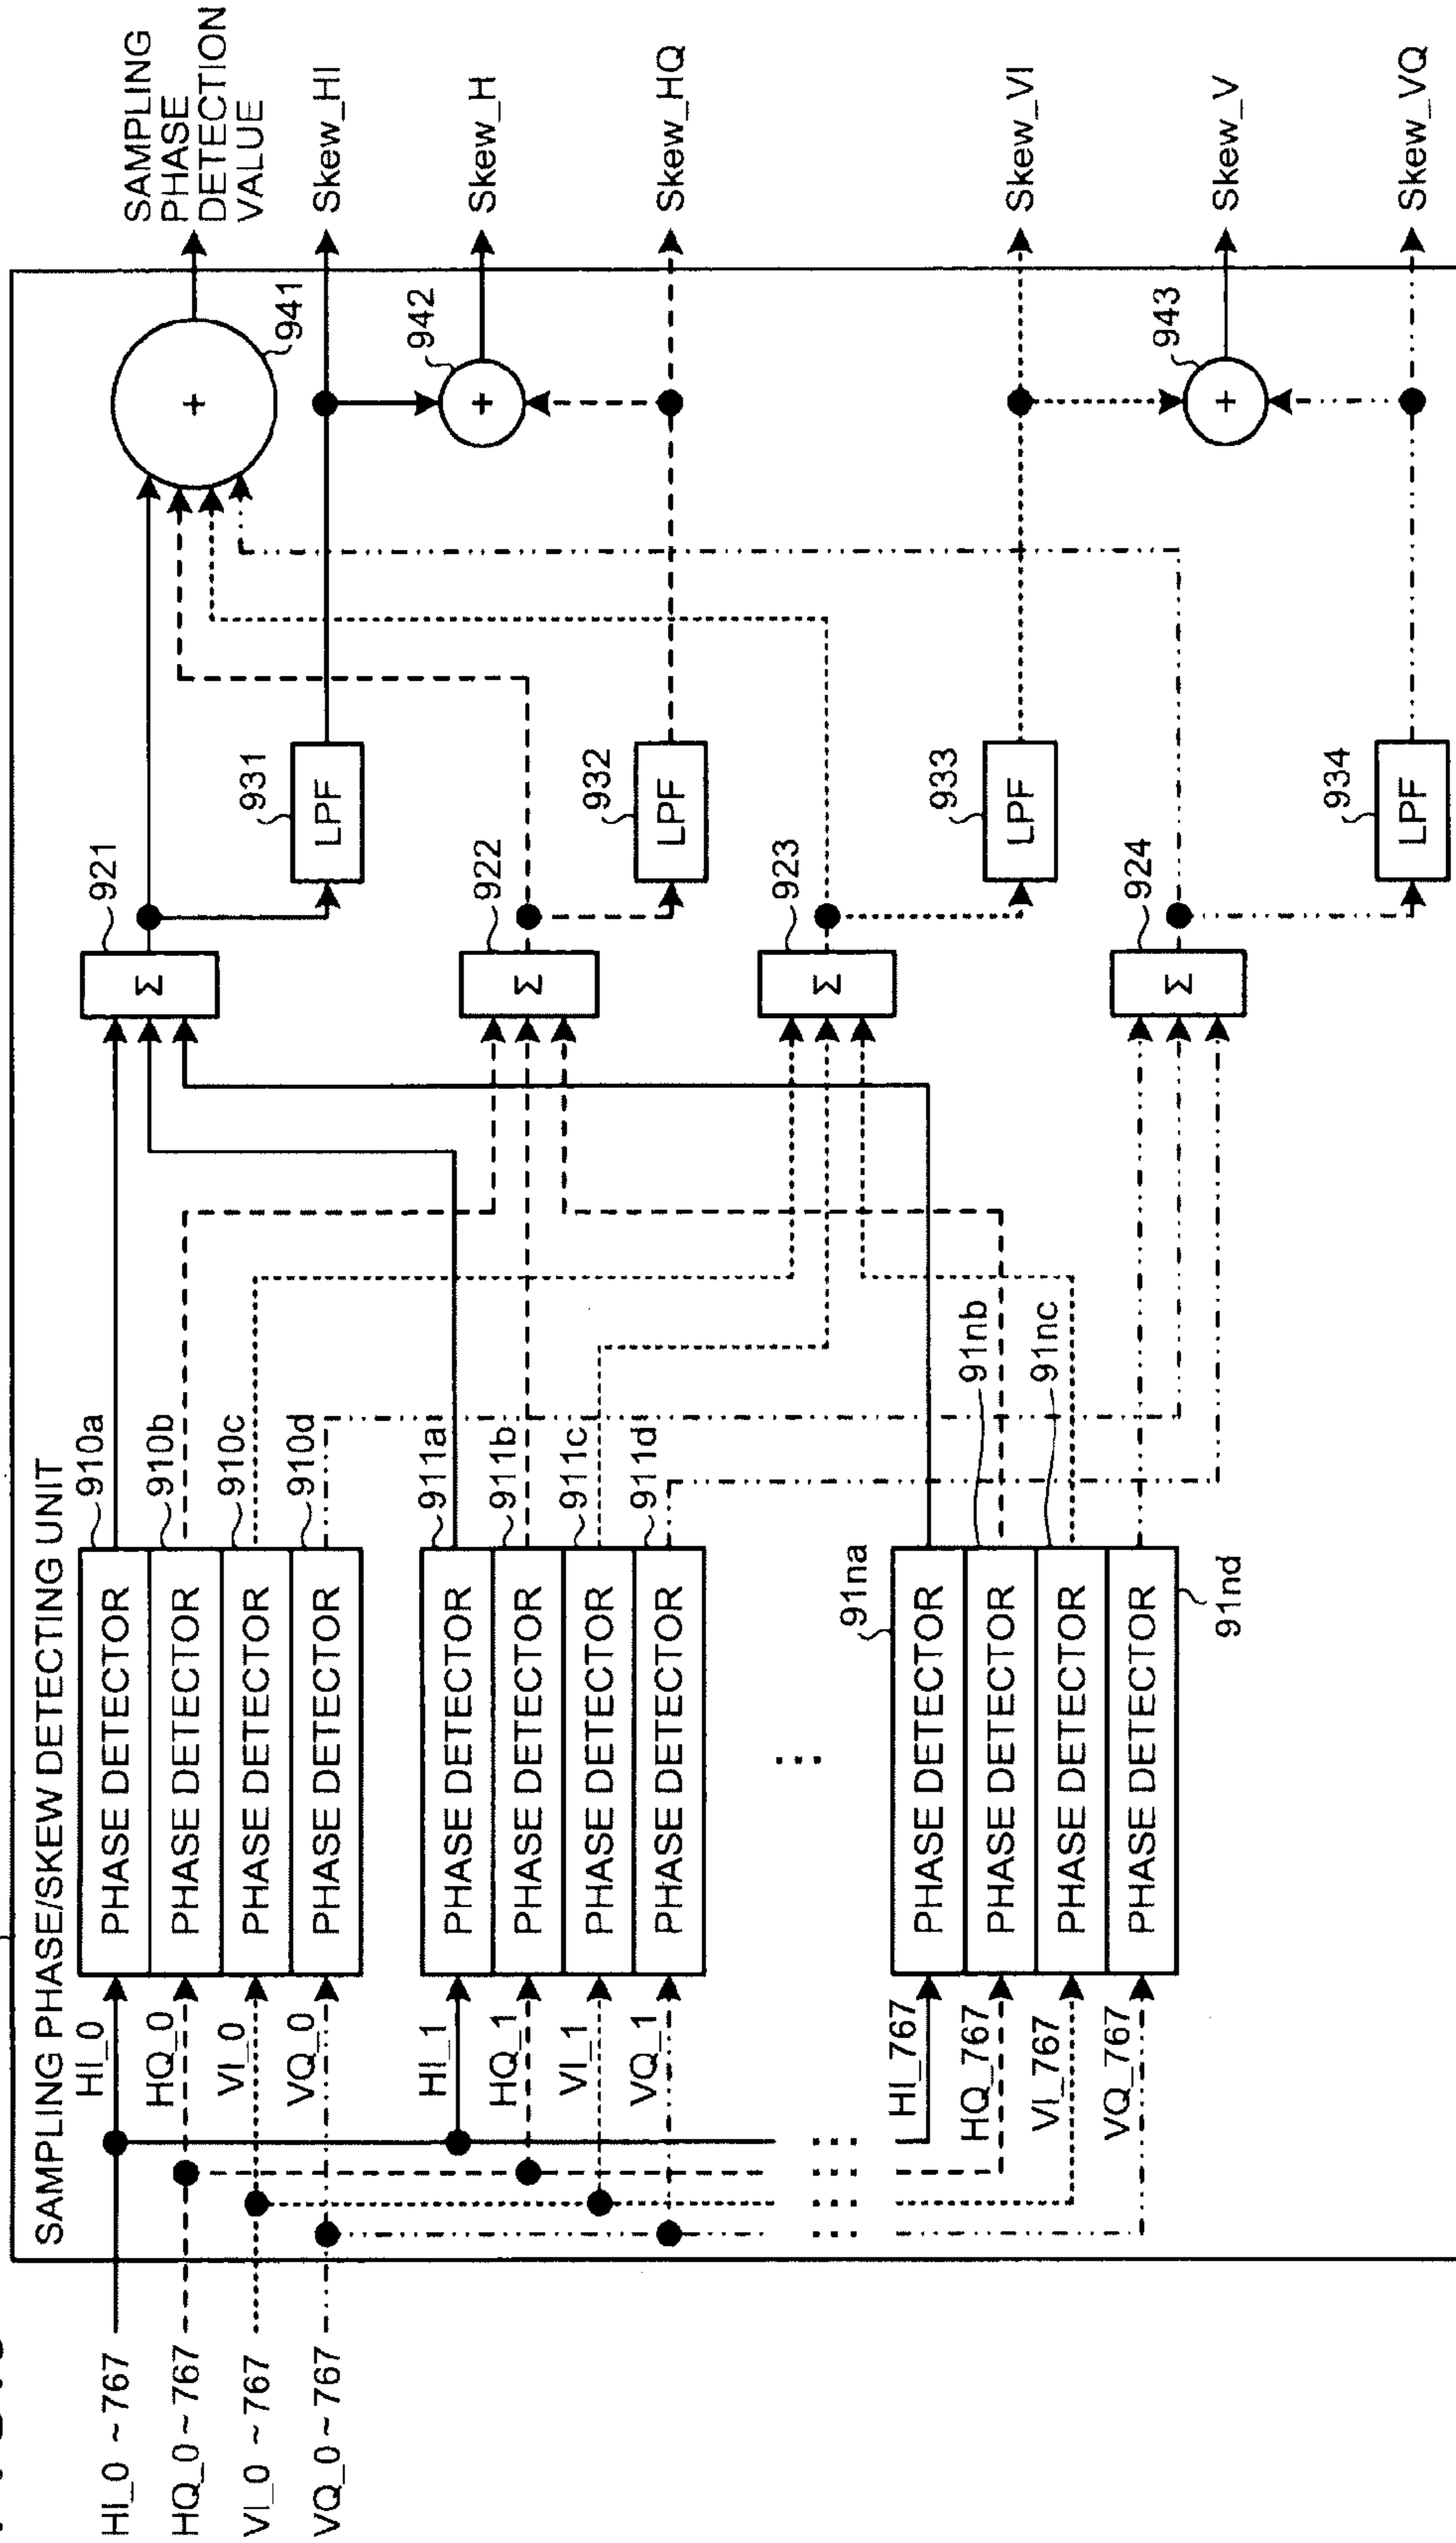 SAMPLING PHASE/SKEW DETECTING UNIT
HI_0 ~ 767
HQ_0 ~ 767
VI_0 ~ 767
VQ_0 ~ 767
HI_0
HQ_0
VI_0
VQ_0
PHASE DETECTOR
PHASE DETECTOR
PHASE DETECTOR
PHASE DETECTOR
910a
910b
910c
910d
HI_1
HQ_1
VI_1
VQ_1
PHASE DETECTOR
PHASE DETECTOR
PHASE DETECTOR
PHASE DETECTOR
911a
911b
911c
911d
...
...
...
...
...
HI_767
HQ_767
VI_767
VQ_767
PHASE DETECTOR
PHASE DETECTOR
PHASE DETECTOR
PHASE DETECTOR
91na
91nb
91nc
91nd
Σ
921
Σ
922
Σ
923
Σ
924
LPF
931
LPF
932
LPF
933
LPF
934
+
941
+
942
+
943
SAMPLING
PHASE
DETECTION
VALUE
Skew_HI
Skew_H
Skew_HQ
Skew_VI
Skew_V
Skew_VQ